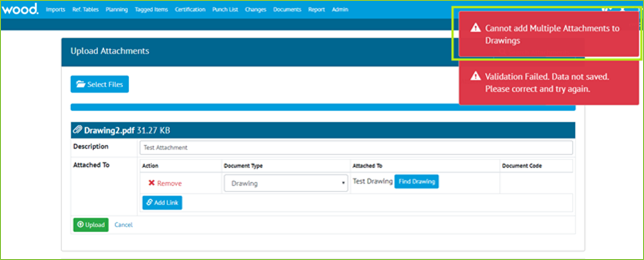 wood.
Imports Ref. Tables Planning Tagged Items Certification Punch List Changes Documents Report Admin
Cannot add Multiple Attachments to
Drawings
Upload Attachments
Validation Failed. Data not saved.
Please correct and try again.
Select Files
Drawing2.pdf 31.27 KB
Description Test Attachment
Attached To Action Document Type Attached To Document Code
Remove Drawing Test Drawing Find Drawing
Add Link
Upload Cancel